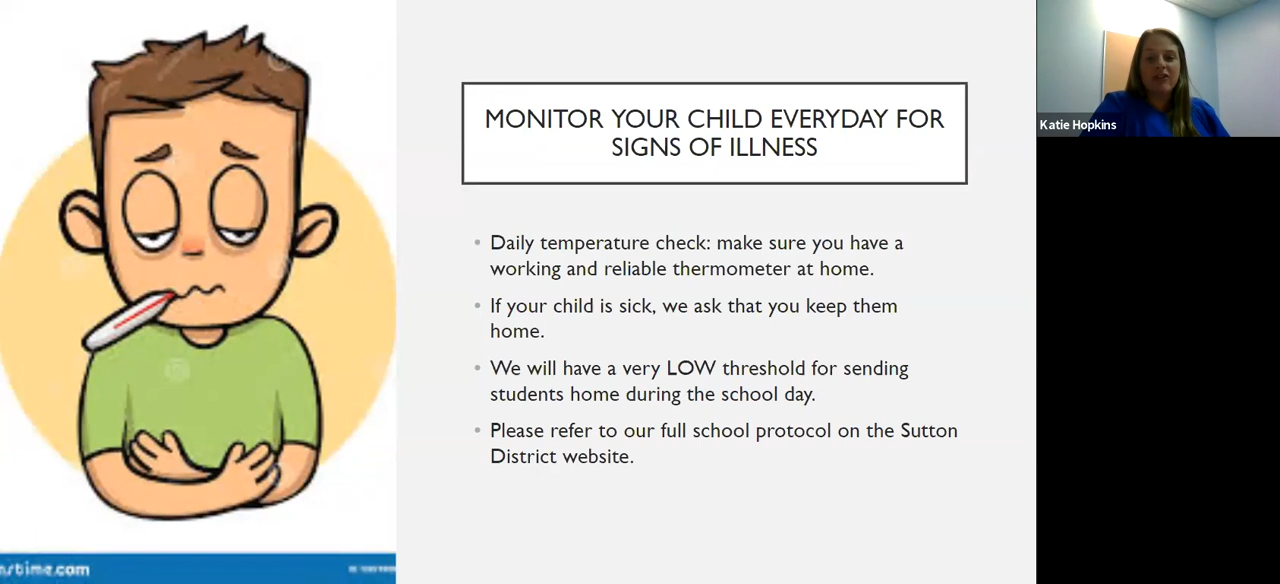 MONITOR YOUR CHILD EVERYDAY FOR
SIGNS OF ILLNESS
Katie Hopkins
• Daily temperature check: make sure you have a
working and reliable thermometer at home.
• If your child is sick, we ask that you keep them
home.
• We will have a very LOW threshold for sending
students home during the school day.
• Please refer to our full school protocol on the Sutton
District website.
nstime.com